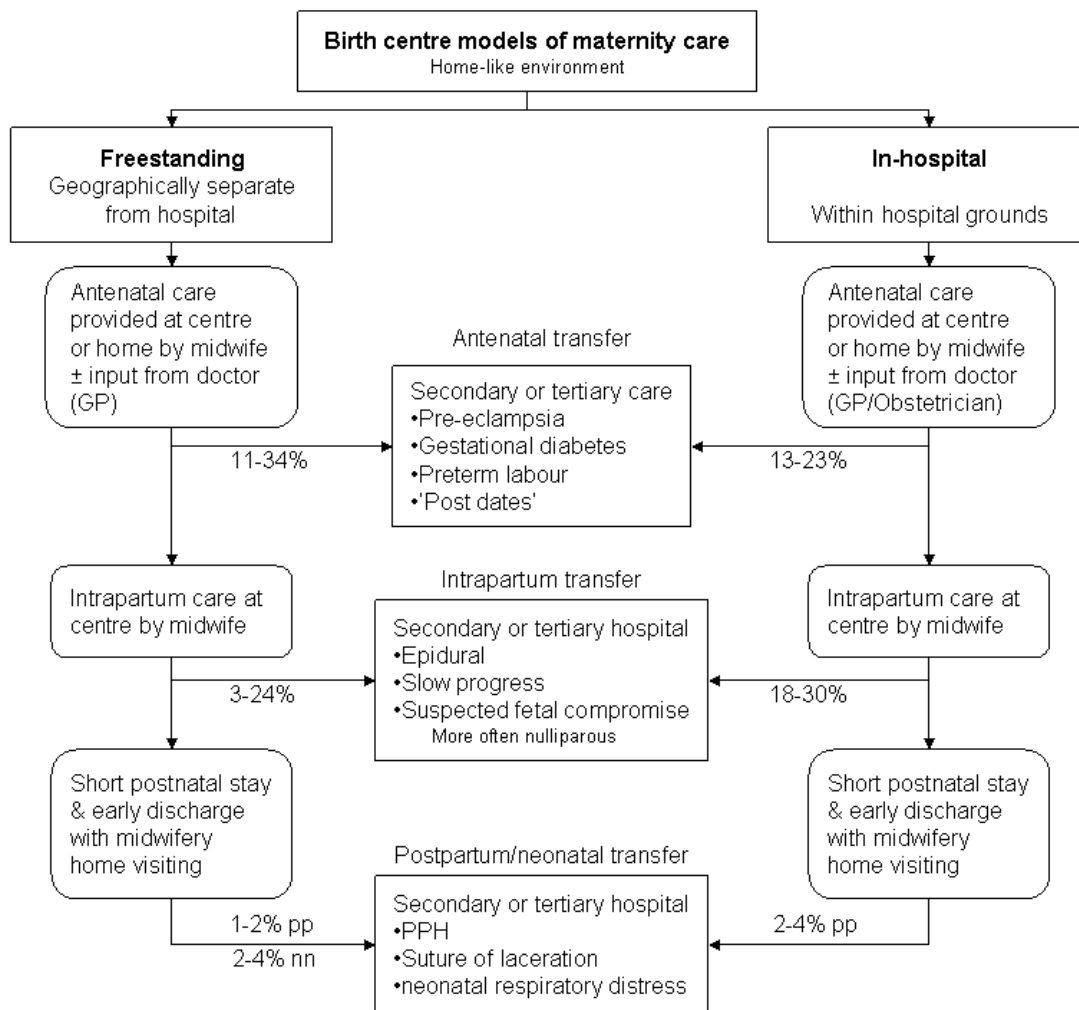 Birth centre models of maternity care
Home-like environment
Freestanding
Geographically separate
from hospital
In-hospital
Within hospital grounds
Antenatal care
provided at centre
or home by midwife
± input from doctor
(GP)
Antenatal transfer
Secondary or tertiary care
•Pre-eclampsia
•Gestational diabetes
•Preterm labour
•'Post dates'
Antenatal care
provided at centre
or home by midwife
± input from doctor
(GP/Obstetrician)
11-34%
13-23%
Intrapartum care at
centre by midwife
Intrapartum transfer
Secondary or tertiary hospital
•Epidural
•Slow progress
•Suspected fetal compromise
More often nulliparous
Intrapartum care at
centre by midwife
3-24%
18-30%
Short postnatal stay
& early discharge
with midwifery
home visiting
Postpartum/neonatal transfer
Secondary or tertiary hospital
•PPH
•Suture of laceration
•neonatal respiratory distress
Short postnatal stay
& early discharge
with midwifery
home visiting
1-2% pp
2-4% nn
2-4% pp